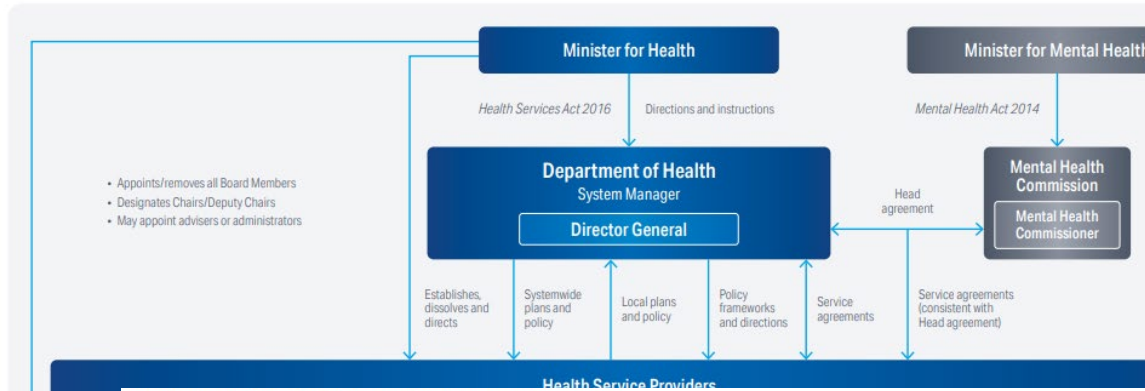 Minister for Health
Minister for Mental Health
Health Services Act 2016
Directions and instructions
Mental Health Act 2014
Department of Health
System Manager
Director General
Mental Health
Commission
Mental Health
Commissioner
• Appoints/removes all Board Members
• Designates Chairs/Deputy Chairs
• May appoint advisers or administrators
Head
agreement
Establishes,
dissolves and
directs
Systemwide
plans and
policy
Local plans
and policy
Policy
frameworks
and directions
Service
agreements
Service agreements
(consistent with
Head agreement)
Health Service Providers